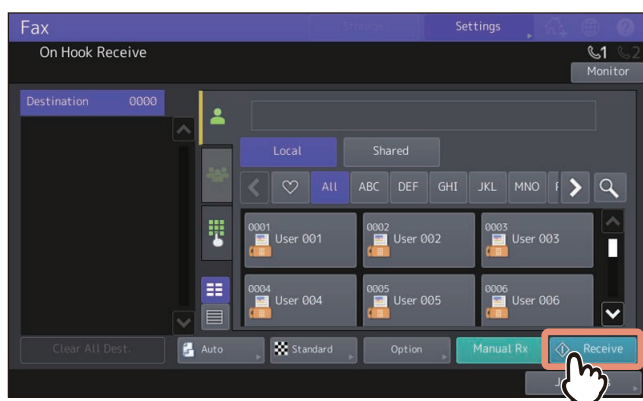 Fax
Storage
Settings
On Hook Receive
1
2
Monitor
Destination 0000
Local
Shared
All
ABC
DEF
GHI
JKL
MNO
0001
User 001
0002
User 002
0003
User 003
0004
User 004
0005
User 005
0006
User 006
Clear All Dest.
Auto
Standard
Option
Manual Rx
Receive